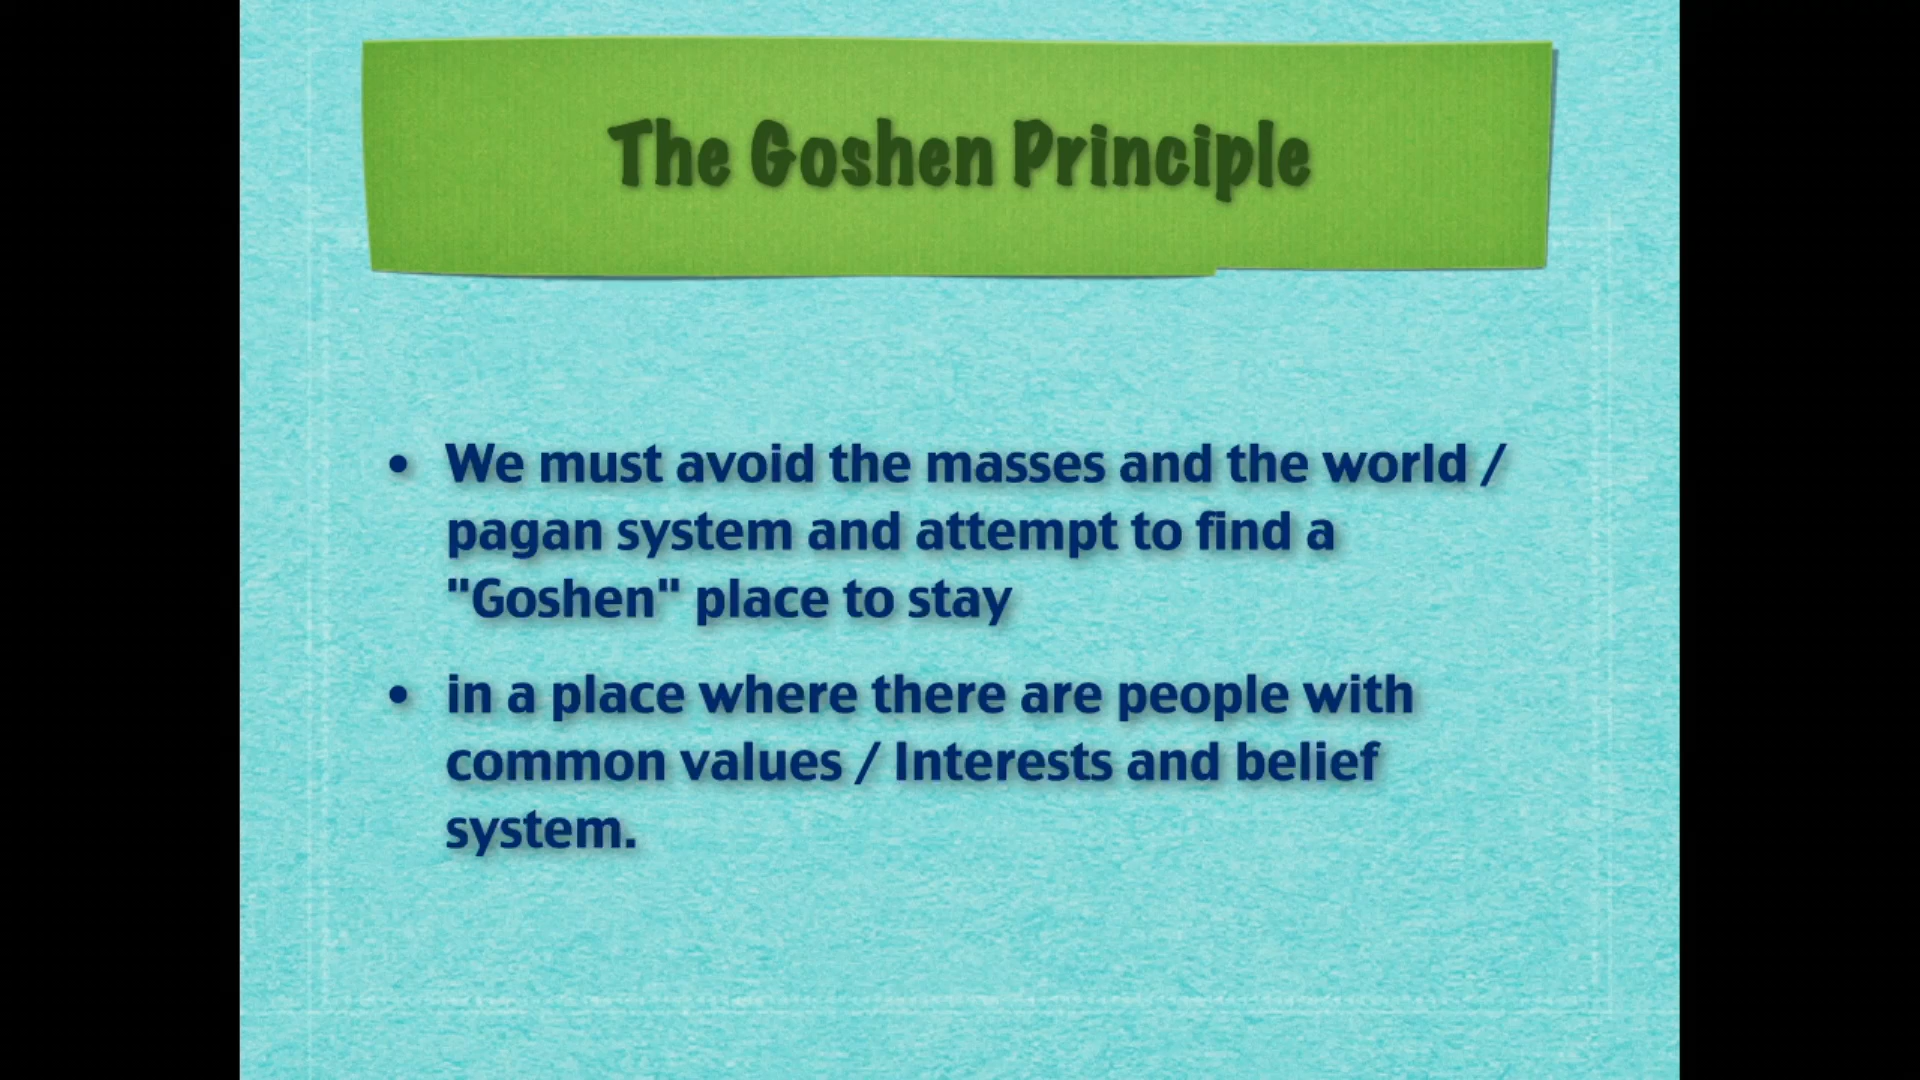 The Goshen Principle
• We must avoid the masses and the world /
pagan system and attempt to find a
"Goshen" place to stay
• in a place where there are people with
common values / Interests and belief
system.